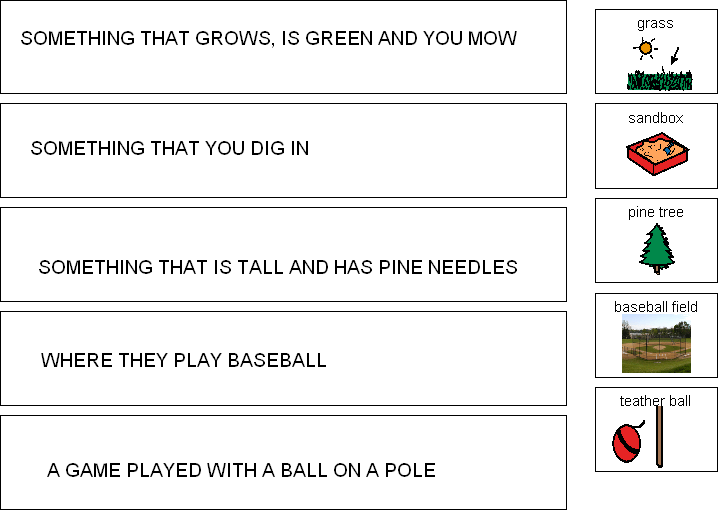 SOMETHING THAT GROWS, IS GREEN AND YOU MOW
grass
SOMETHING THAT YOU DIG IN
sandbox
SOMETHING THAT IS TALL AND HAS PINE NEEDLES
pine tree
WHERE THEY PLAY BASEBALL
baseball field
A GAME PLAYED WITH A BALL ON A POLE
teather ball